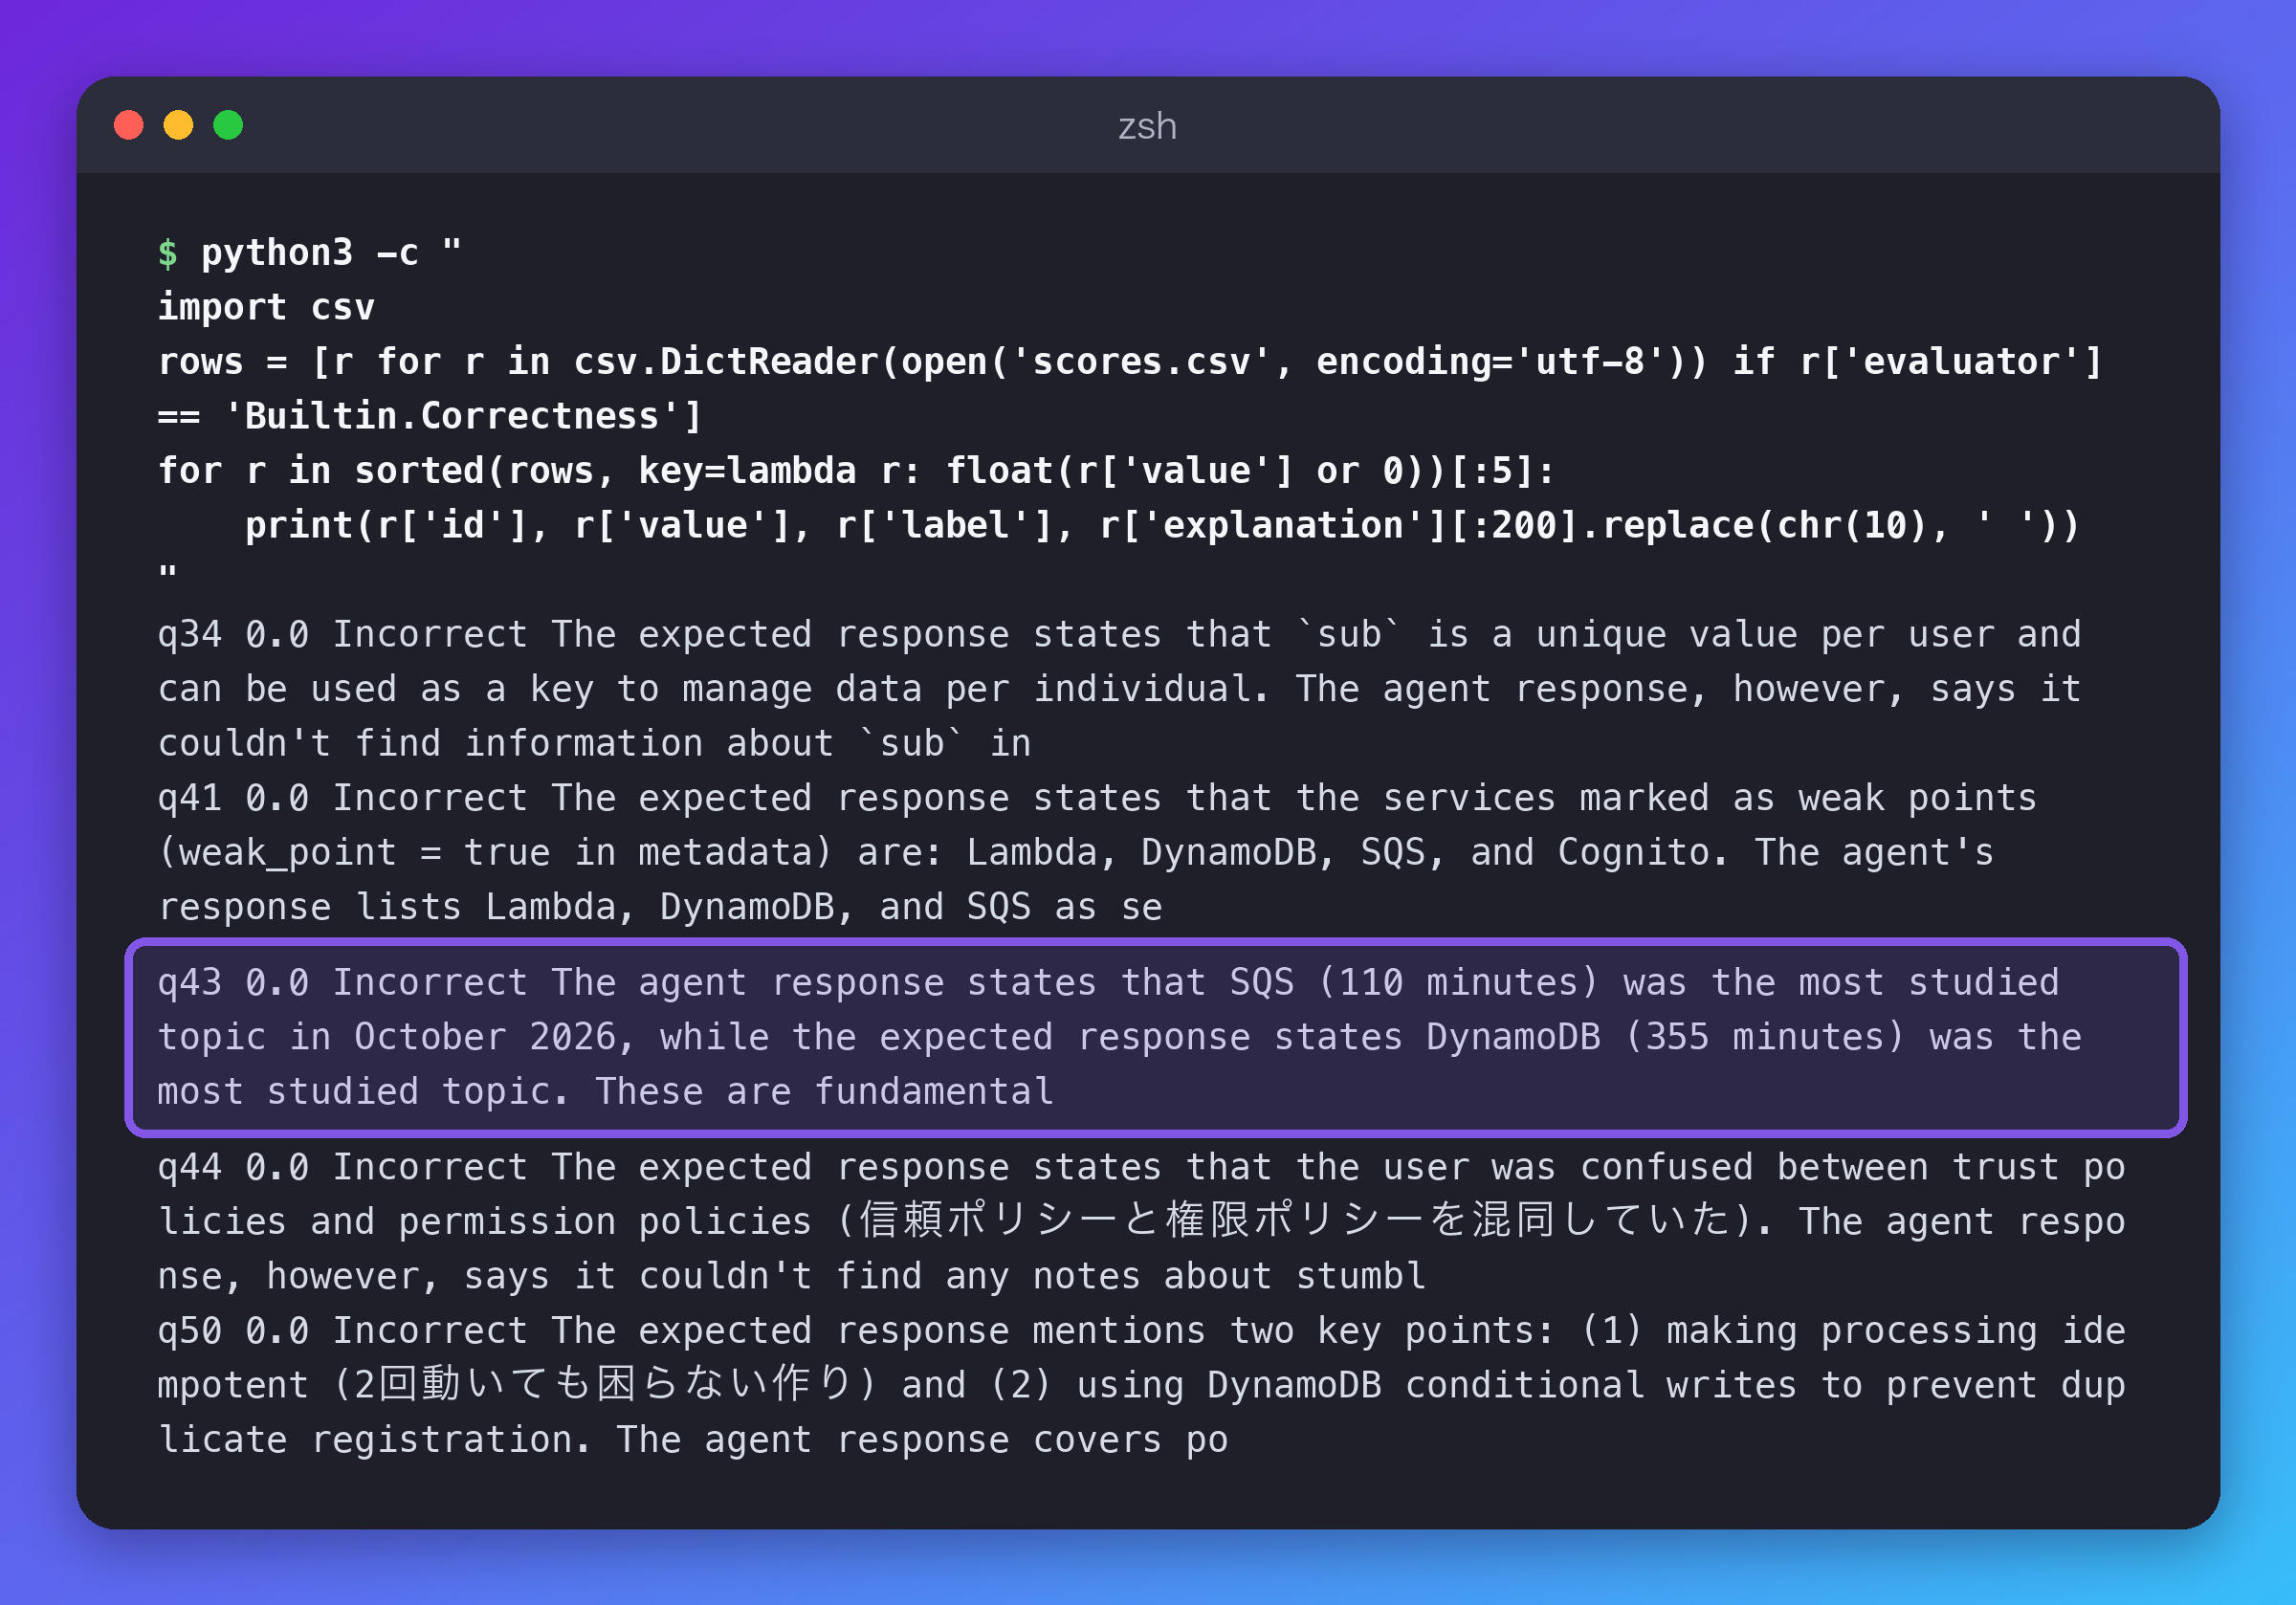 zsh
$ python3 -c "
import csv
rows = [r for r in csv.DictReader(open('scores.csv', encoding='utf-8')) if r['evaluator']
== 'Builtin.Correctness']
for r in sorted(rows, key=lambda r: float(r['value'] or 0))[:5]:
    print(r['id'], r['value'], r['label'], r['explanation'][:200].replace(chr(10), ' '))
"
q34 0.0 Incorrect The expected response states that `sub` is a unique value per user and
can be used as a key to manage data per individual. The agent response, however, says it
couldn't find information about `sub` in
q41 0.0 Incorrect The expected response states that the services marked as weak points
(weak_point = true in metadata) are: Lambda, DynamoDB, SQS, and Cognito. The agent's
response lists Lambda, DynamoDB, and SQS as se
q43 0.0 Incorrect The agent response states that SQS (110 minutes) was the most studied
topic in October 2026, while the expected response states DynamoDB (355 minutes) was the
most studied topic. These are fundamental
q44 0.0 Incorrect The expected response states that the user was confused between trust po
licies and permission policies (信頼ポリシーと権限ポリシーを混同していた). The agent respo
nse, however, says it couldn't find any notes about stumbl
q50 0.0 Incorrect The expected response mentions two key points: (1) making processing ide
mpotent (2回動いても困らない作り) and (2) using DynamoDB conditional writes to prevent dup
licate registration. The agent response covers po